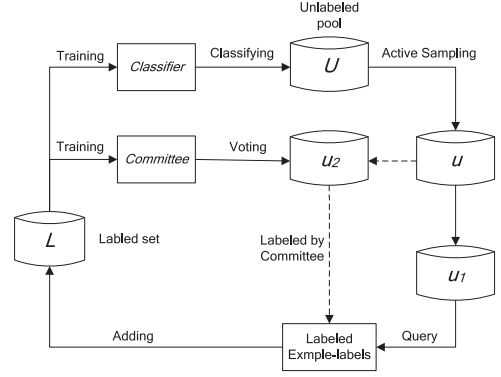 Unlabeled
pool
Training
Classifier
Classifying
U
Active Sampling
Training
Committee
Voting
u2
u
L
Labled set
Labeled by
Committee
u1
Adding
Labeled
Exmple-labels
Query